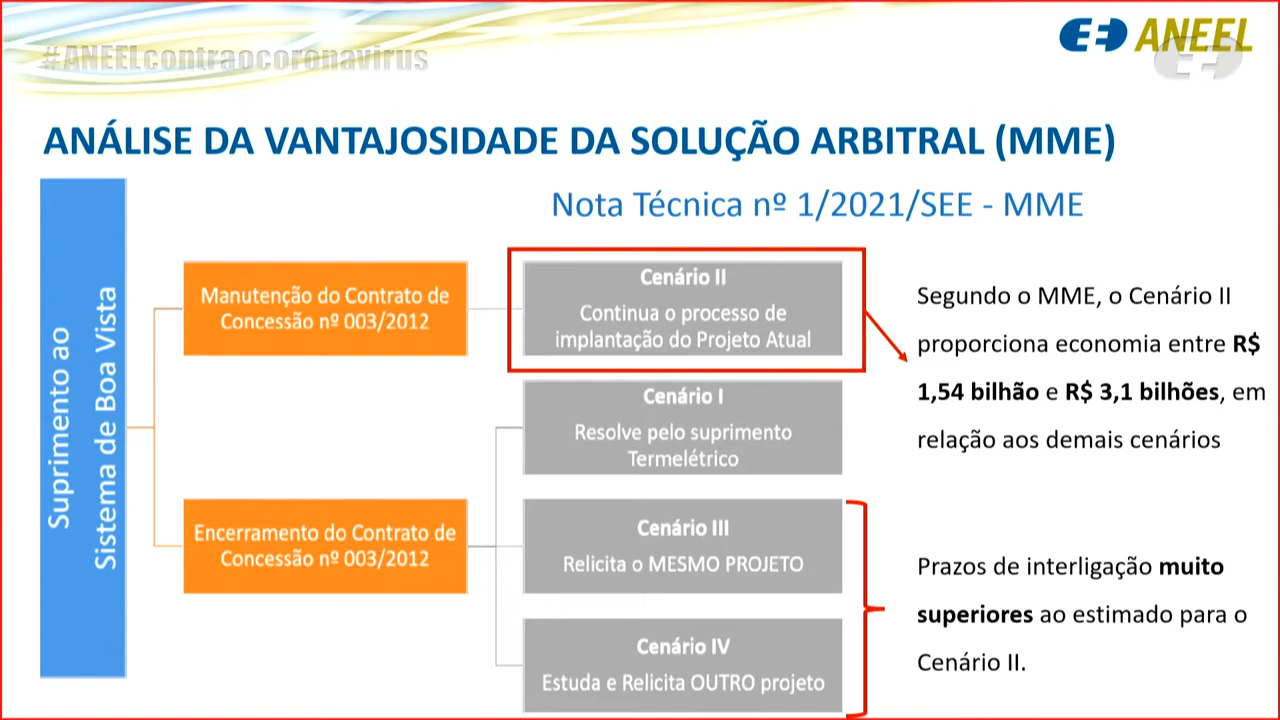 #ANEELcontraocoronavirus
ANEEL
ANÁLISE DA VANTAJOSIDADE DA SOLUÇÃO ARBITRAL (MME)
Nota Técnica nº 1/2021/SEE - MME
Suprimento ao
Sistema de Boa Vista
Manutenção do Contrato de
Concessão nº 003/2012
Cenário II
Continua o processo de
implantação do Projeto Atual
Segundo o MME, o Cenário II
proporciona economia entre R$
1,54 bilhão e R$ 3,1 bilhões, em
relação aos demais cenários
Cenário I
Resolve pelo suprimento
Termelétrico
Encerramento do Contrato de
Concessão nº 003/2012
Cenário III
Relicita o MESMO PROJETO
Cenário IV
Estuda e Relicita OUTRO projeto
Prazos de interligação muito
superiores ao estimado para o
Cenário II.